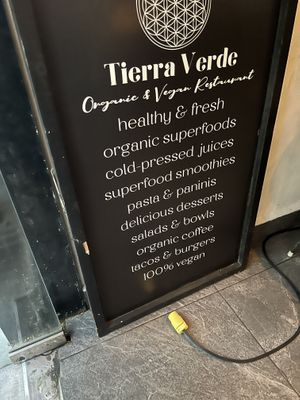 Tierra Verde
Organic & Vegan Restaurant
healthy & fresh
organic superfoods
cold-pressed juices
superfood smoothies
pasta & paninis
delicious desserts
salads & bowls
organic coffee
tacos & burgers
100% vegan